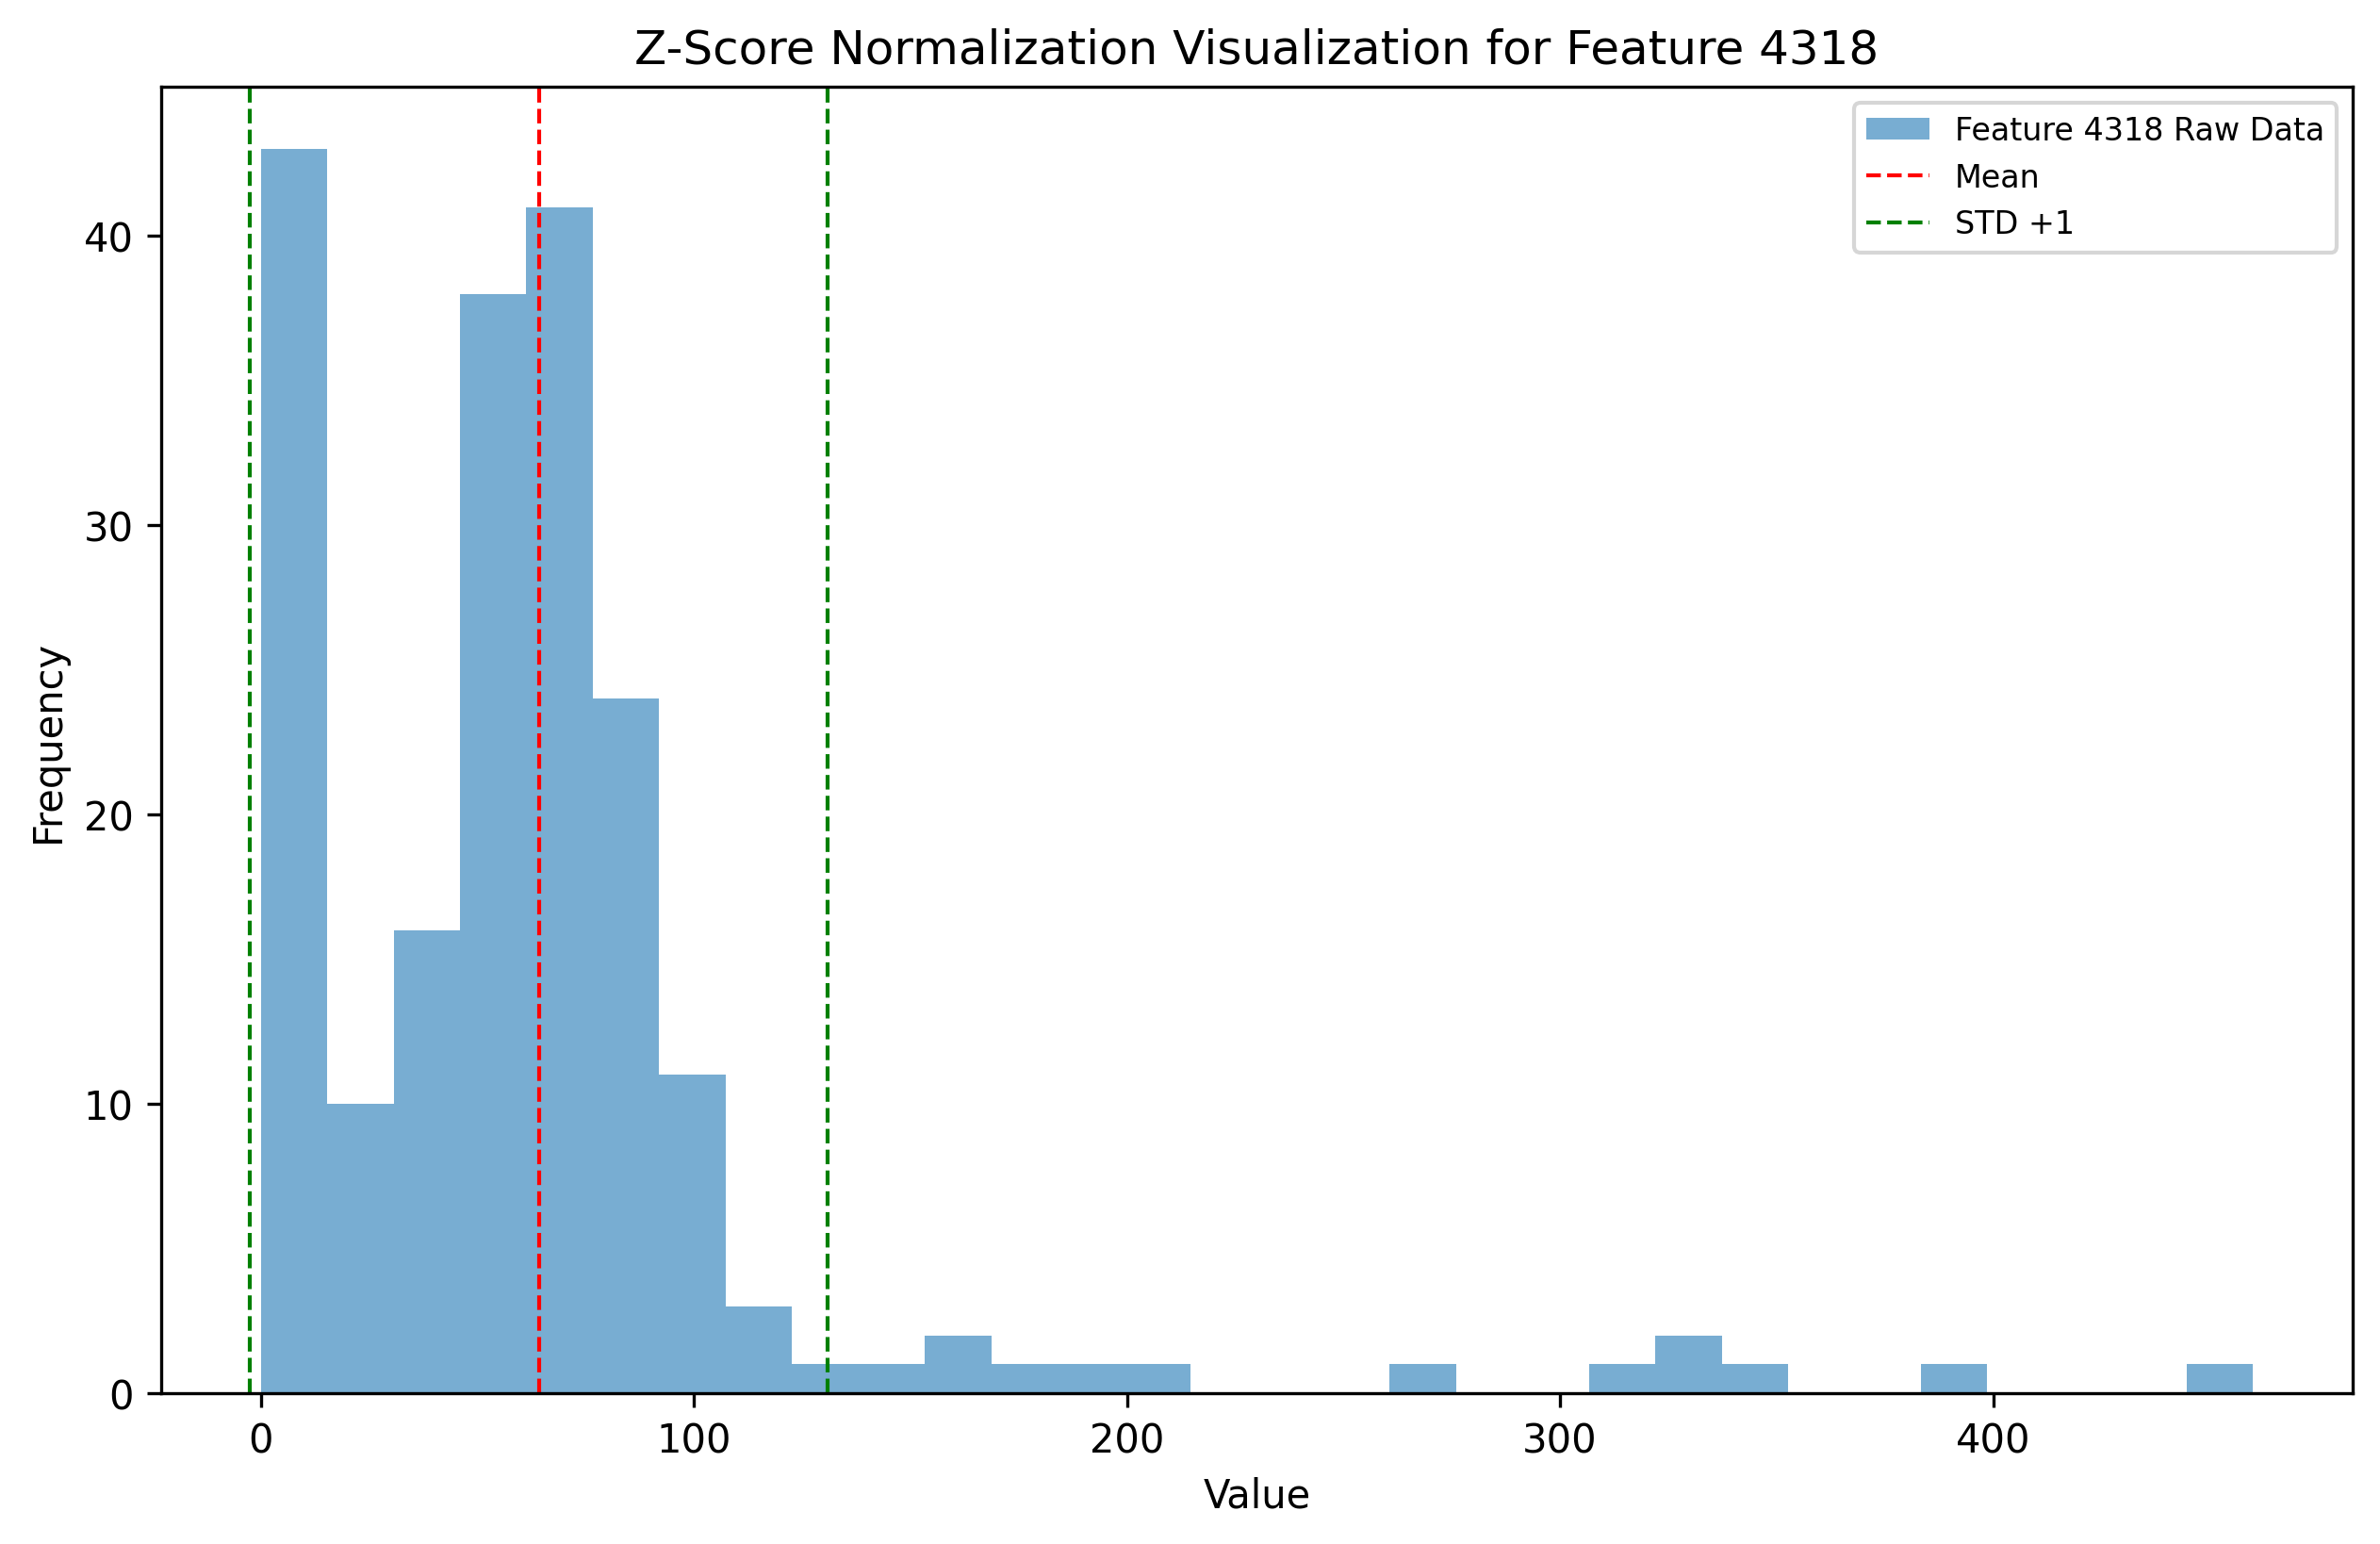 Z-Score Normalization Visualization for Feature 4318
Feature 4318 Raw Data
Mean
STD +1
Frequency
40
30
20
10
0
0 100 200 300 400
Value